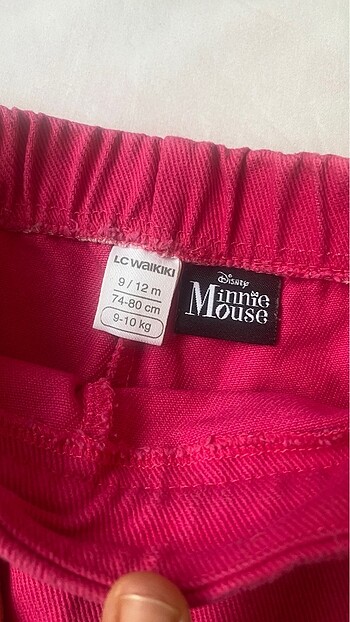 LC WAIKIKI
9 / 12 m
74-80 cm
9-10 kg
Disney
Minnie
Mouse